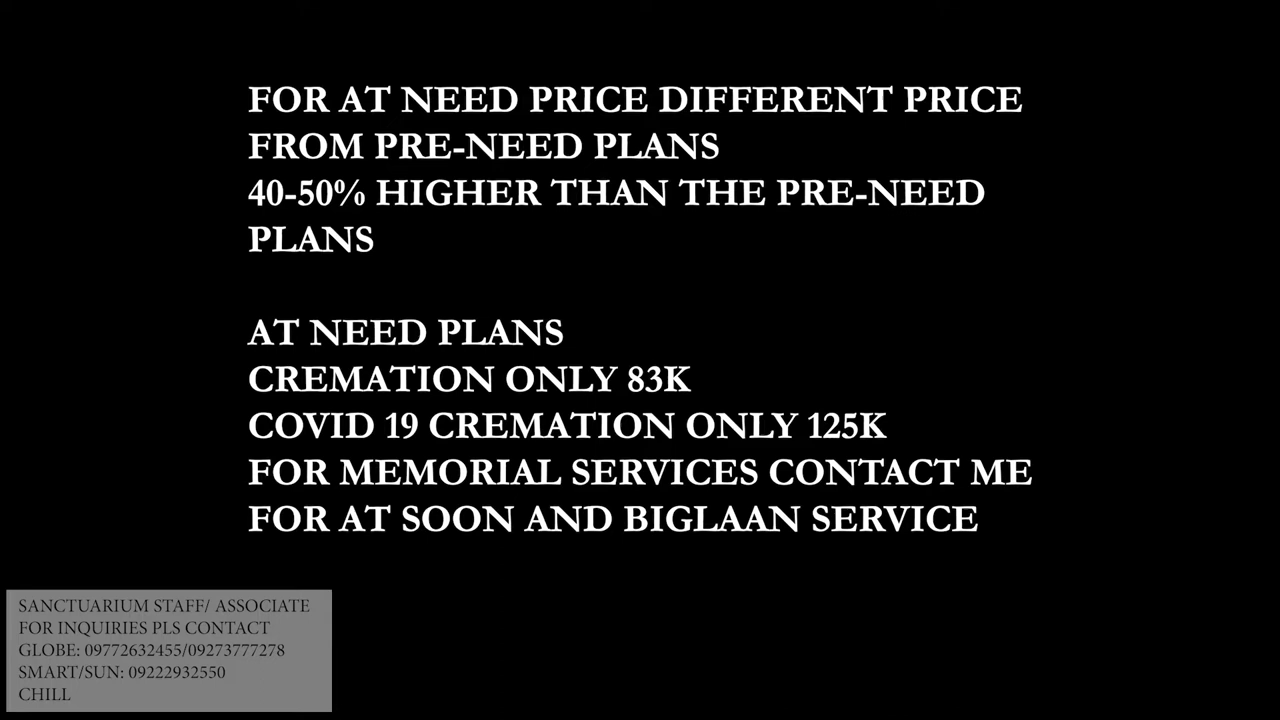 FOR AT NEED PRICE DIFFERENT PRICE
FROM PRE-NEED PLANS
40-50% HIGHER THAN THE PRE-NEED
PLANS
AT NEED PLANS
CREMATION ONLY 83K
COVID 19 CREMATION ONLY 125K
FOR MEMORIAL SERVICES CONTACT ME
FOR AT SOON AND BIGLAAN SERVICE
SANCTUARIUM STAFF/ ASSOCIATE
FOR INQUIRIES PLS CONTACT
GLOBE: 09772632455/09273777278
SMART/SUN: 09222932550
CHILL